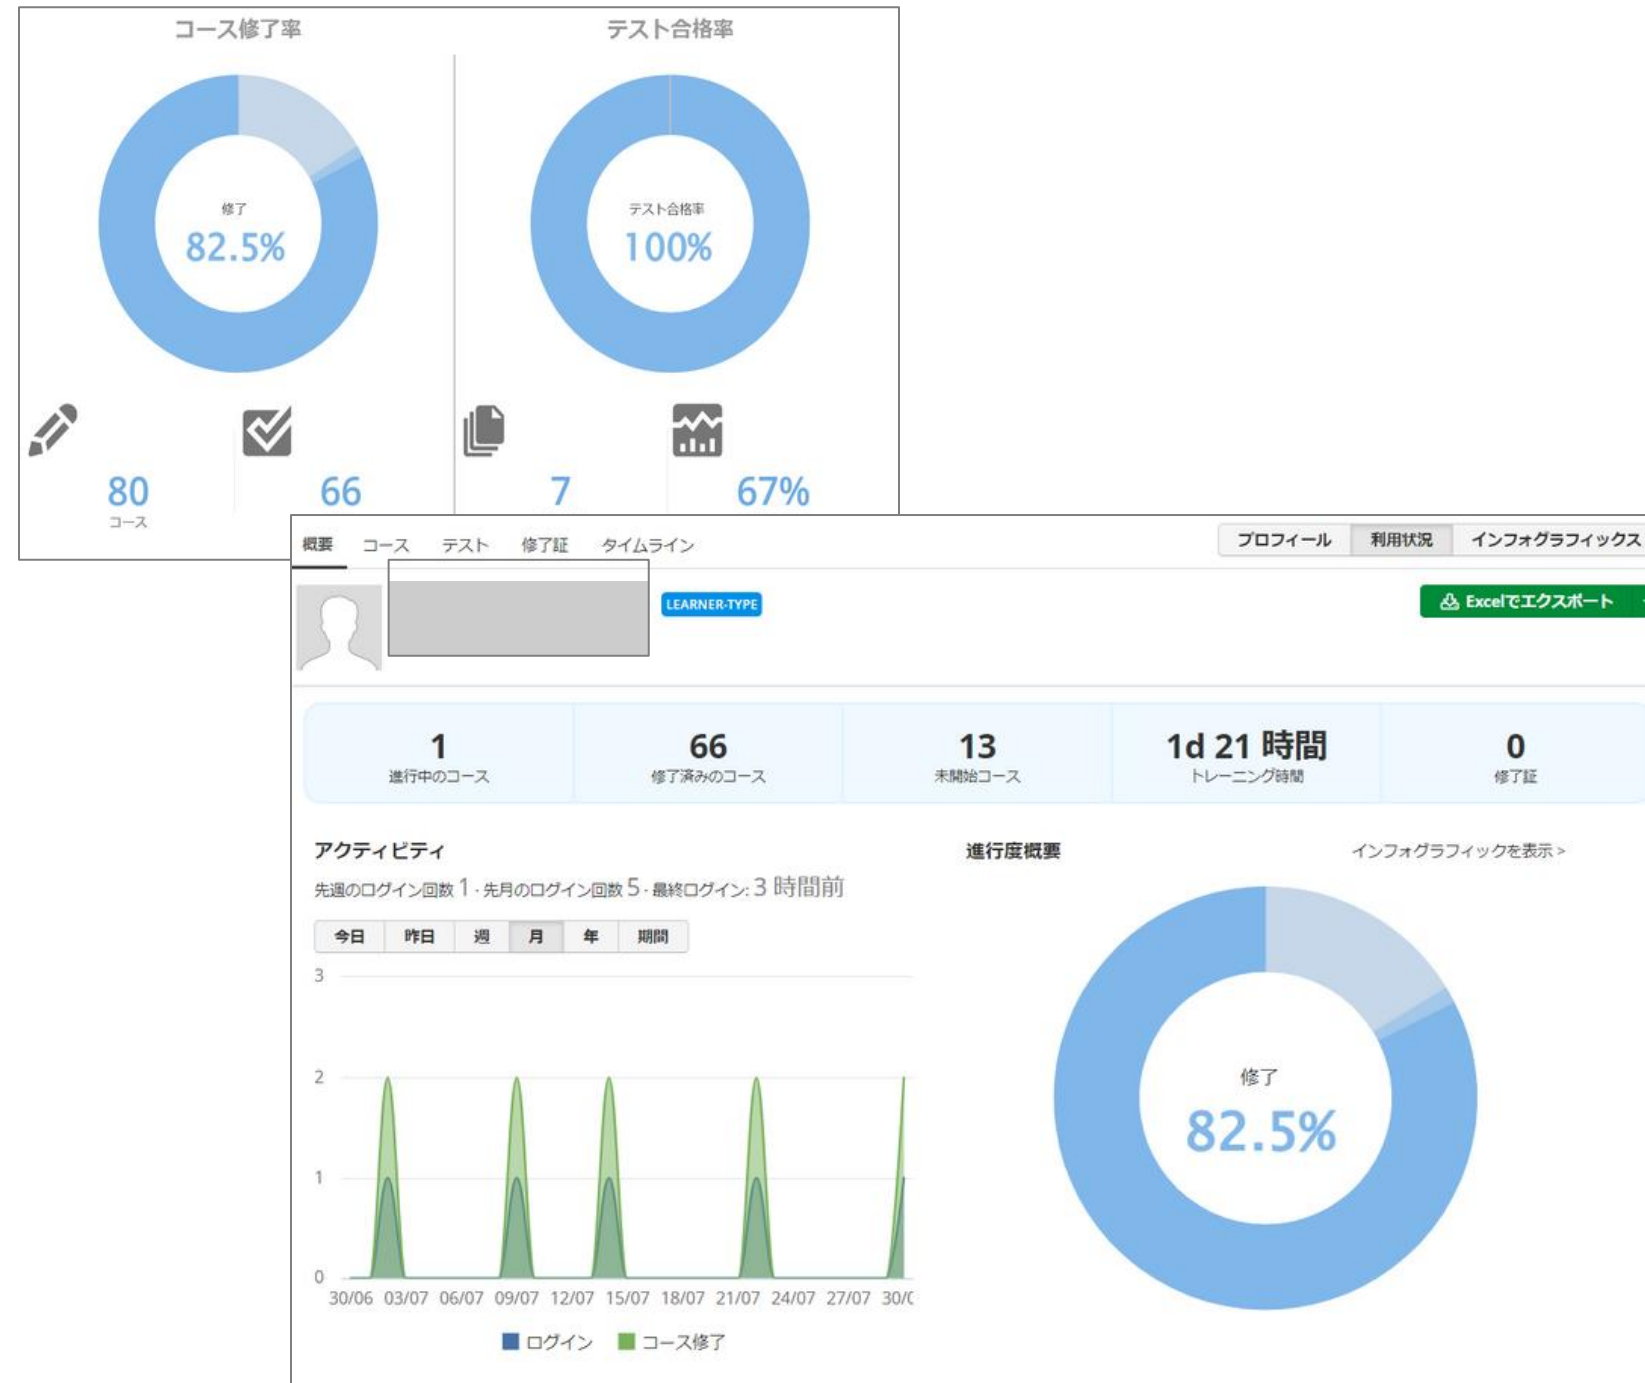 コース修了率
テスト合格率
修了
82.5%
テスト合格率
100%
80
コース
66
7
67%
概要 コース テスト 修了証 タイムライン
プロフィール 利用状況 インフォグラフィックス
LEARNER-TYPE
Excelでエクスポート
1
進行中のコース
66
修了済みのコース
13
未開始コース
1d 21 時間
トレーニング時間
0
修了証
アクティビティ
先週のログイン回数 1 · 先月のログイン回数 5 · 最終ログイン: 3 時間前
今日 昨日 週 月 年 期間
3
2
1
0
30/06 03/07 06/07 09/07 12/07 15/07 18/07 21/07 24/07 27/07
ログイン コース修了
進行度概要
インフォグラフィックを表示 >
修了
82.5%